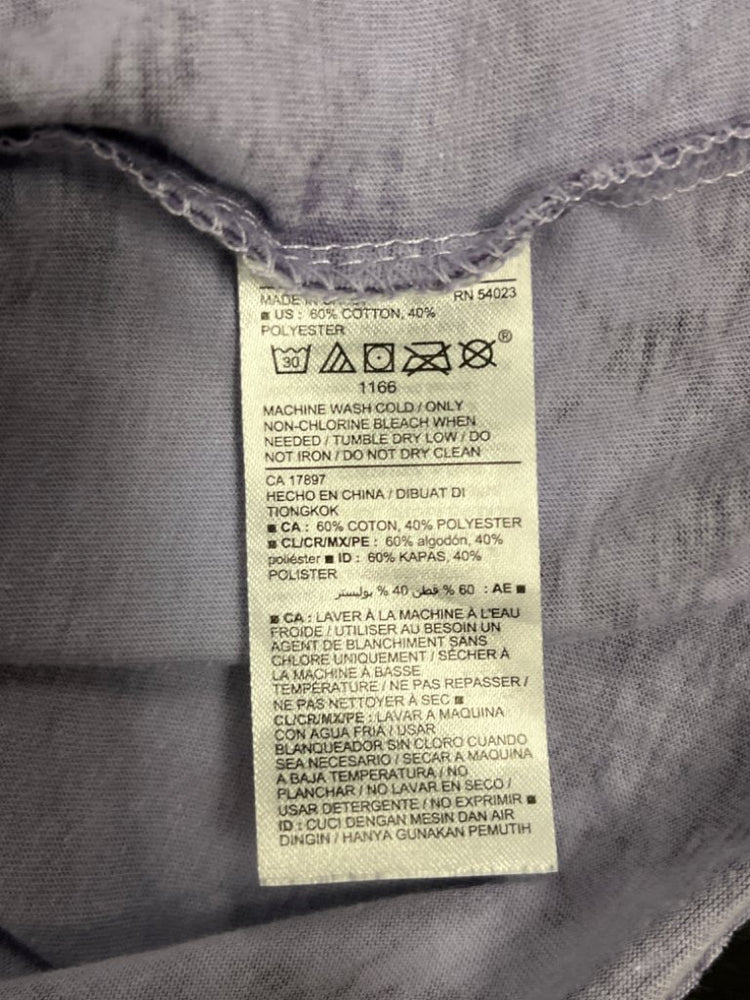 MADE IN CHINA RN 54023
■ US : 60% COTTON, 40%
POLYESTER
30 ®
1166
MACHINE WASH COLD / ONLY
NON-CHLORINE BLEACH WHEN
NEEDED / TUMBLE DRY LOW / DO
NOT IRON / DO NOT DRY CLEAN
CA 17897
HECHO EN CHINA / DIBUAT DI
TIONGKOK
■ CA : 60% COTON, 40% POLYESTER
■ CL/CR/MX/PE : 60% algodón, 40%
poliéster ■ ID : 60% KAPAS, 40%
POLISTER
■ AE : 60 % قطن 40 % بوليستر
■ CA : LAVER À LA MACHINE À L'EAU
FROIDE / UTILISER AU BESOIN UN
AGENT DE BLANCHIMENT SANS
CHLORE UNIQUEMENT / SÉCHER À
LA MACHINE À BASSE
TEMPÉRATURE / NE PAS REPASSER /
NE PAS NETTOYER À SEC ■
CL/CR/MX/PE : LAVAR A MAQUINA
CON AGUA FRIA / USAR
BLANQUEADOR SIN CLORO CUANDO
SEA NECESARIO / SECAR A MAQUINA
A BAJA TEMPERATURA / NO
PLANCHAR / NO LAVAR EN SECO /
USAR DETERGENTE / NO EXPRIMIR ■
ID : CUCI DENGAN MESIN DAN AIR
DINGIN / HANYA GUNAKAN PEMUTIH